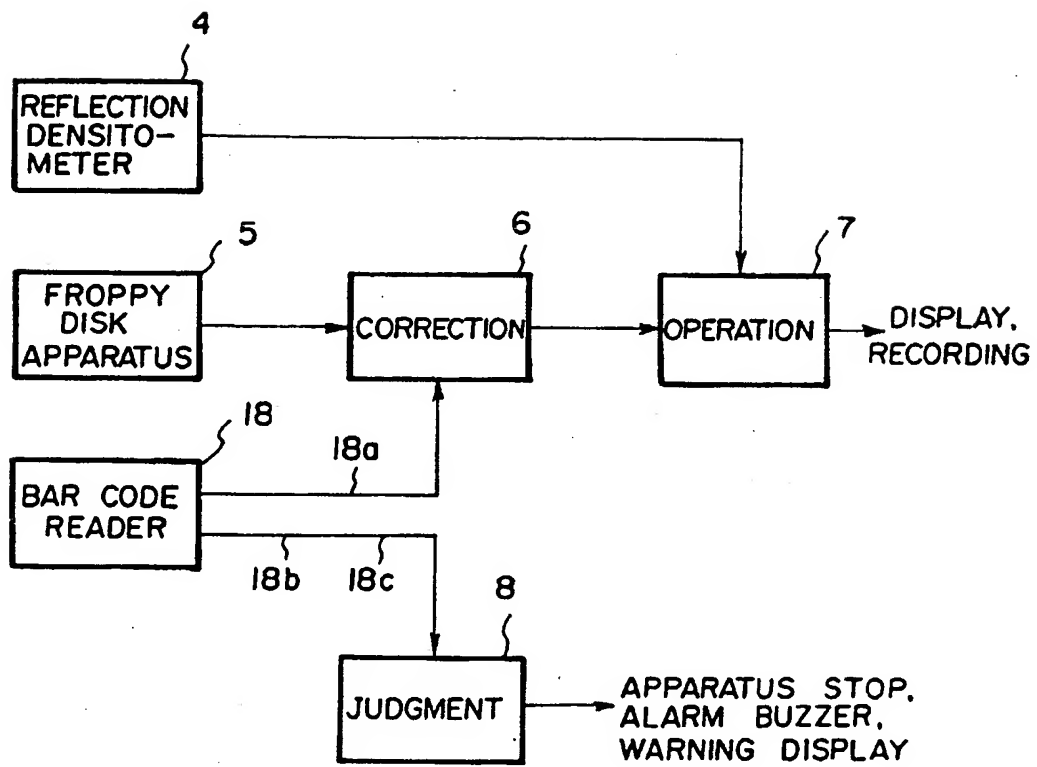 4
REFLECTION
DENSITO-
METER
5
FROPPY
DISK
APPARATUS
6
CORRECTION
7
OPERATION
DISPLAY.
RECORDING
18
BAR CODE
READER
18a
18b
18c
8
JUDGMENT
APPARATUS STOP.
ALARM BUZZER.
WARNING DISPLAY